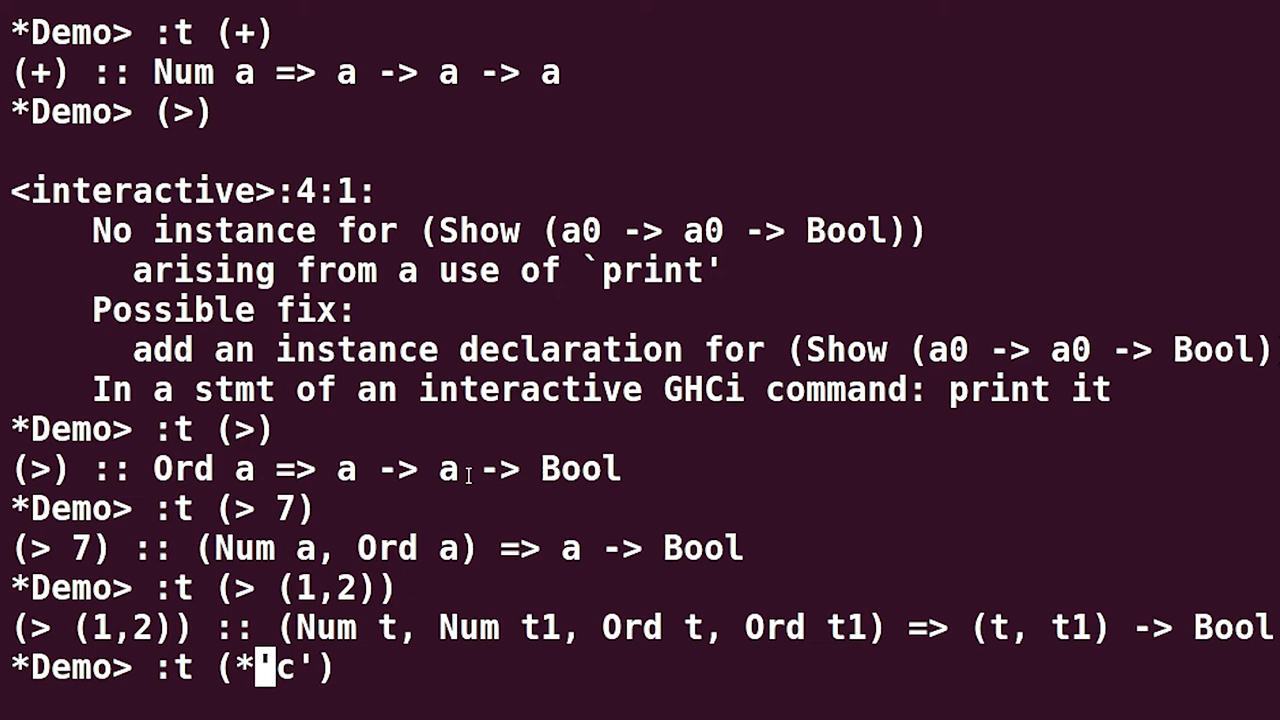 *Demo> :t (+)
(+) :: Num a => a -> a -> a
*Demo> (>)
<interactive>:4:1:
No instance for (Show (a0 -> a0 -> Bool))
arising from a use of `print'
Possible fix:
add an instance declaration for (Show (a0 -> a0 -> Bool)
In a stmt of an interactive GHCi command: print it
*Demo> :t (>)
(>) :: Ord a => a -> a -> Bool
*Demo> :t (> 7)
(> 7) :: (Num a, Ord a) => a -> Bool
*Demo> :t (> (1,2))
(> (1,2)) :: (Num t, Num t1, Ord t, Ord t1) => (t, t1) -> Bool
*Demo> :t (*'c')